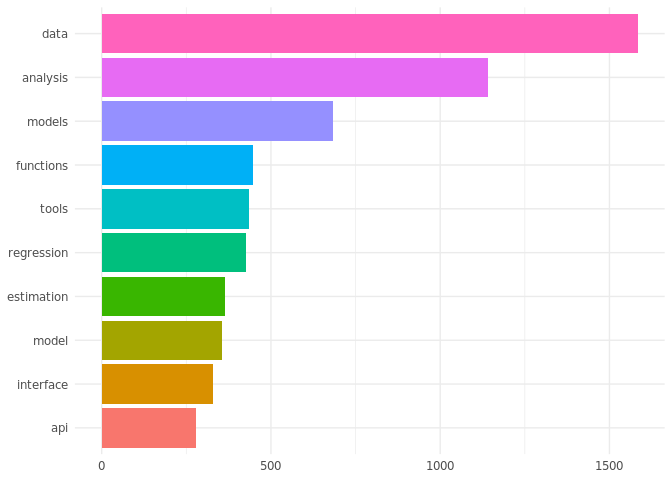 data
analysis
models
functions
tools
regression
estimation
model
interface
api
0 500 1000 1500